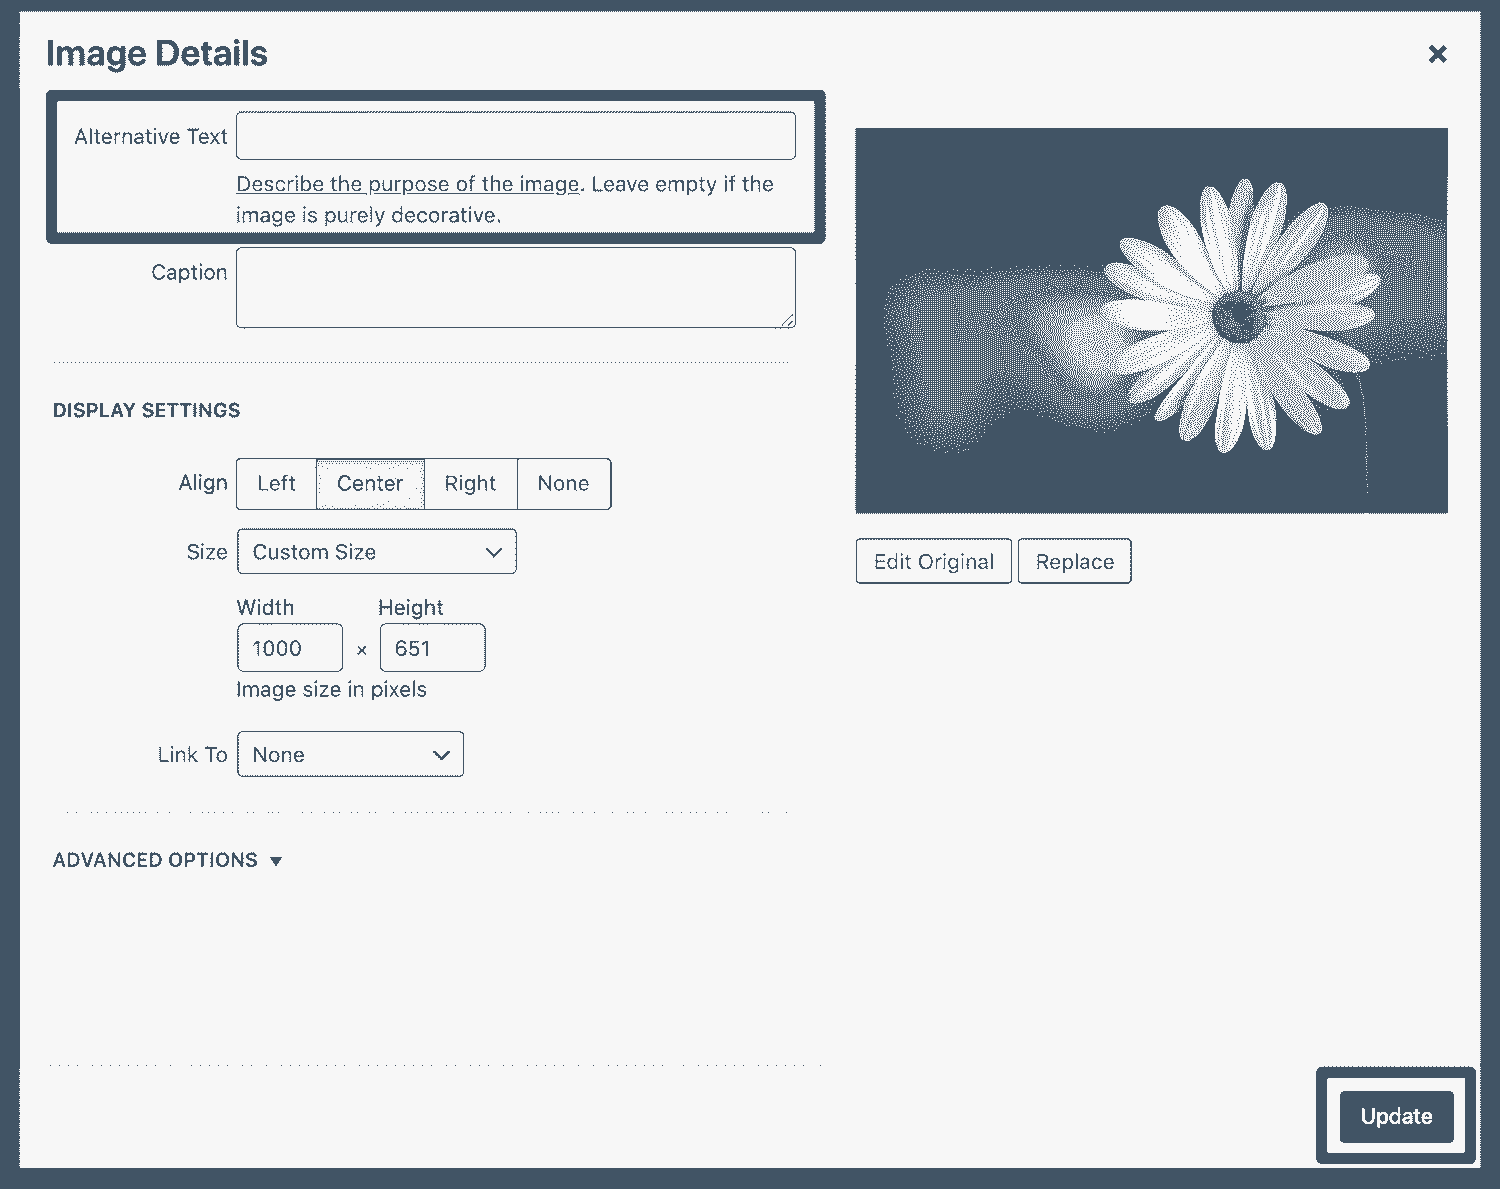 Image Details
Alternative Text
Describe the purpose of the image. Leave empty if the
image is purely decorative.
Caption
DISPLAY SETTINGS
Align Left Center Right None
Size Custom Size
Width Height
1000 × 651
Image size in pixels
Link To None
ADVANCED OPTIONS
Edit Original Replace
Update